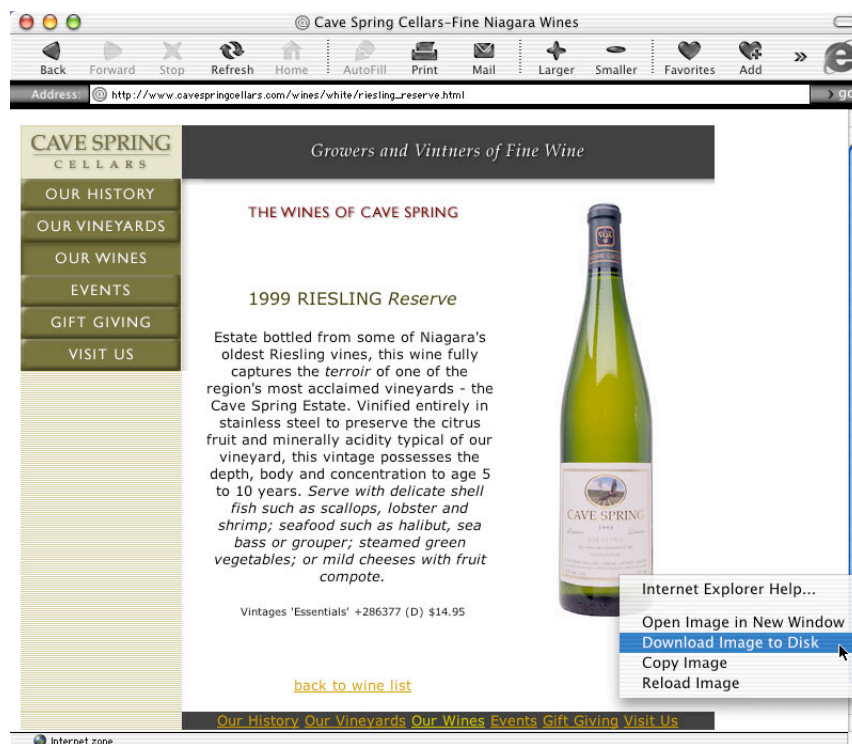 @ Cave Spring Cellars-Fine Niagara Wines
Back Forward Stop Refresh Home AutoFill Print Mail Larger Smaller Favorites Add »
Address: @ http://www.cavespringcellars.com/wines/white/riesling_reserve.html › go
CAVE SPRING
CELLARS
Growers and Vintners of Fine Wine
OUR HISTORY
OUR VINEYARDS
OUR WINES
EVENTS
GIFT GIVING
VISIT US
THE WINES OF CAVE SPRING
1999 RIESLING Reserve
Estate bottled from some of Niagara's
oldest Riesling vines, this wine fully
captures the terroir of one of the
region's most acclaimed vineyards - the
Cave Spring Estate. Vinified entirely in
stainless steel to preserve the citrus
fruit and minerally acidity typical of our
vineyard, this vintage possesses the
depth, body and concentration to age 5
to 10 years. Serve with delicate shell
fish such as scallops, lobster and
shrimp; seafood such as halibut, sea
bass or grouper; steamed green
vegetables; or mild cheeses with fruit
compote.
Vintages 'Essentials' +286377 (D) $14.95
back to wine list
VQA
CAVE SPRING
RIESLING
Internet Explorer Help...
Open Image in New Window
Download Image to Disk
Copy Image
Reload Image
Our History Our Vineyards Our Wines Events Gift Giving Visit Us
Internet zone